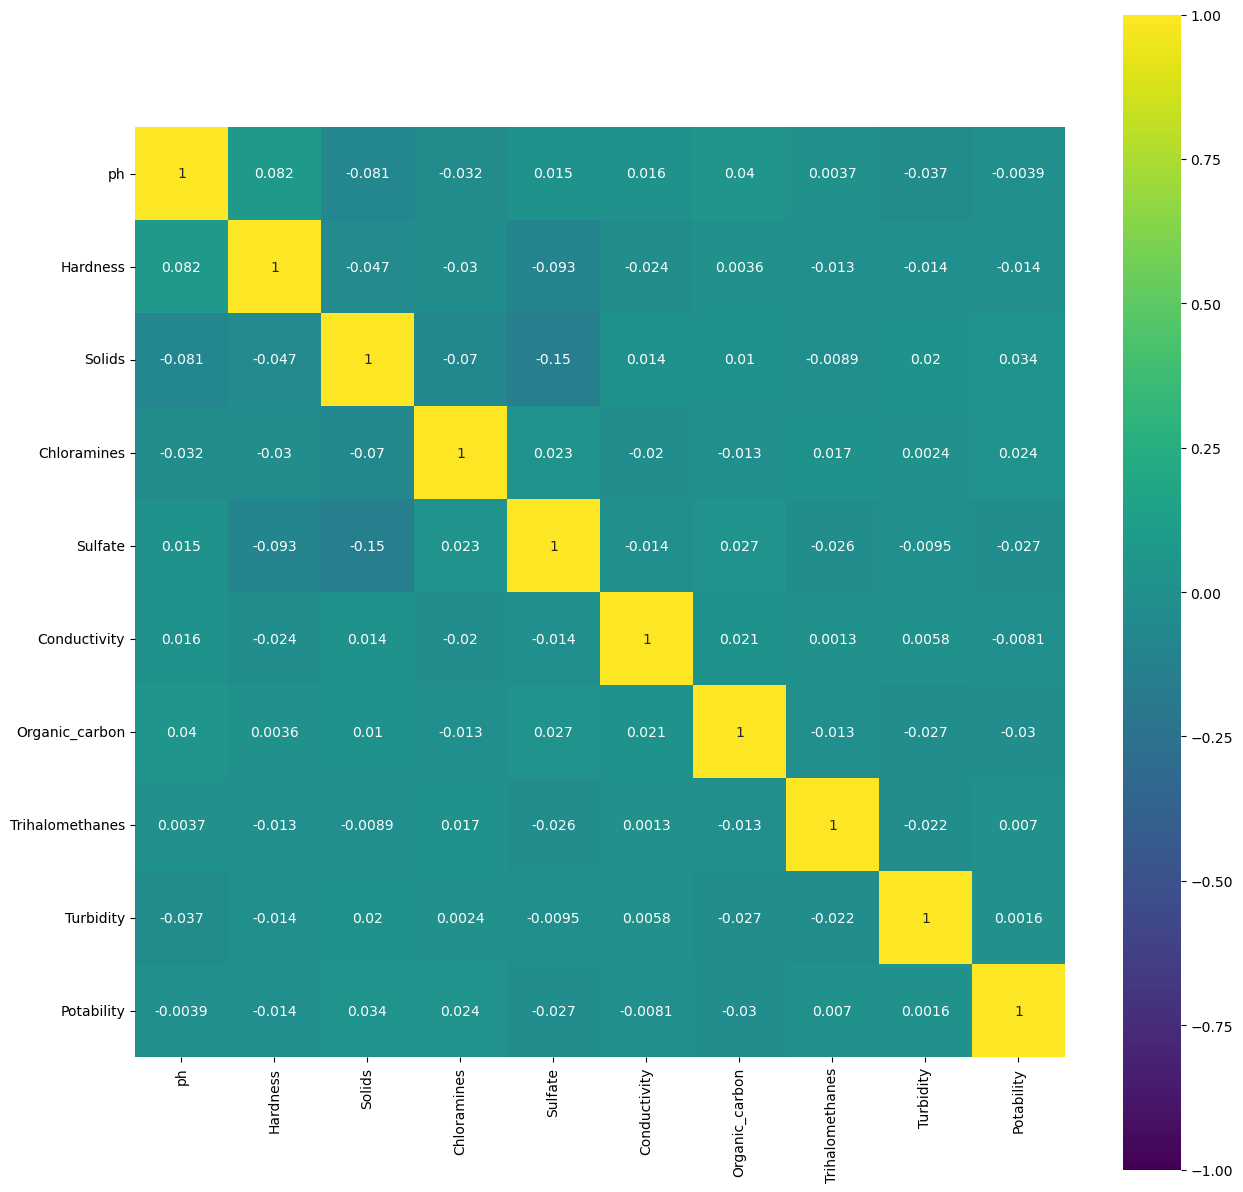 1.00
ph 1 0.082 -0.081 -0.032 0.015 0.016 0.04 0.0037 -0.037 -0.0039 0.75
Hardness 0.082 1 -0.047 -0.03 -0.093 -0.024 0.0036 -0.013 -0.014 -0.014 0.50
Solids -0.081 -0.047 1 -0.07 -0.15 0.014 0.01 -0.0089 0.02 0.034
Chloramines -0.032 -0.03 -0.07 1 0.023 -0.02 -0.013 0.017 0.0024 0.024 0.25
Sulfate 0.015 -0.093 -0.15 0.023 1 -0.014 0.027 -0.026 -0.0095 -0.027 0.00
Conductivity 0.016 -0.024 0.014 -0.02 -0.014 1 0.021 0.0013 0.0058 -0.0081
Organic_carbon 0.04 0.0036 0.01 -0.013 0.027 0.021 1 -0.013 -0.027 -0.03 −0.25
Trihalomethanes 0.0037 -0.013 -0.0089 0.017 -0.026 0.0013 -0.013 1 -0.022 0.007 −0.50
Turbidity -0.037 -0.014 0.02 0.0024 -0.0095 0.0058 -0.027 -0.022 1 0.0016
Potability -0.0039 -0.014 0.034 0.024 -0.027 -0.0081 -0.03 0.007 0.0016 1 −0.75
ph
Hardness
Solids
Chloramines
Sulfate
Conductivity
Organic_carbon
Trihalomethanes
Turbidity
Potability
−1.00